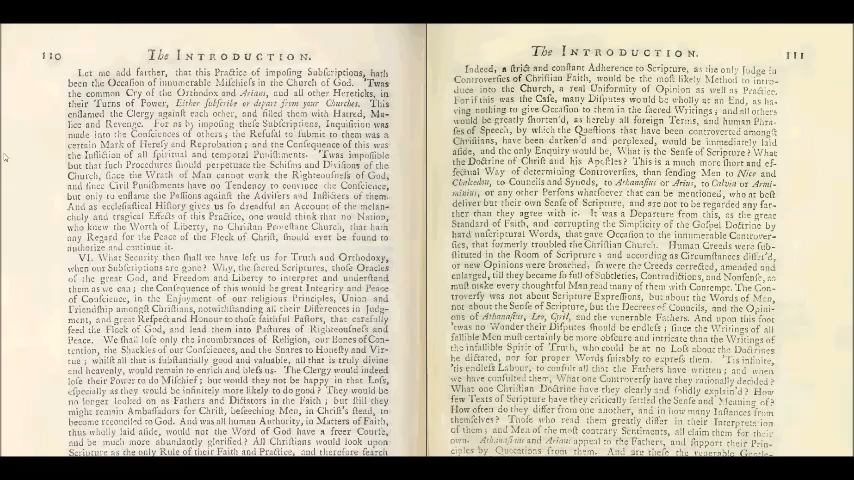 110
The INTRODUCTION.
Let me add farther, that this Practice of imposing Subscriptions, hath
been the Occasion of innumerable Mischiefs in the Church of God. 'Twas
the common Cry of the Orthodox and Arians, and all other Hereticks, in
their Turns of Power, Either subscribe or depart from your Churches. This
enflamed the Clergy against each other, and filled them with Hatred, Ma-
lice and Revenge. For as by imposing these Subscriptions, Inquisition was
made into the Consciences of others; the Refusal to submit to them was a
certain Mark of Heresy and Reprobation; and the Consequence of this was
the Infliction of all spiritual and temporal Punishments. 'Twas impossible
but that such Procedures should perpetuate the Schisms and Divisions of the
Church, since the Wrath of Man cannot work the Righteousness of God,
and since Civil Punishments have no Tendency to convince the Conscience,
but only to enflame the Passions against the Advisers and Inflicters of them.
And as ecclesiastical History gives us so dreadful an Account of the melan-
choly and tragical Effects of this Practice, one would think that no Nation,
who knew the Worth of Liberty, no Christian Protestant Church, that hath
any Regard for the Peace of the Flock of Christ, should ever be found to
authorize and continue it.
VI. What Security then shall we have left us for Truth and Orthodoxy,
when our Subscriptions are gone? Why, the sacred Scriptures, those Oracles
of the great God, and Freedom and Liberty to interpret and understand
them as we can; the Consequence of this would be great Integrity and Peace
of Conscience, in the Enjoyment of our religious Principles, Union and
Friendship amongst Christians, notwithstanding all their Differences in Judg-
ment, and great Respect and Honour to those faithful Pastors, that carefully
feed the Flock of God, and lead them into Pastures of Righteousness and
Peace. We shall lose only the incumbrances of Religion, our Bones of Con-
tention, the Shackles of our Consciences, and the Snares to Honesty and Vir-
tue; whilst all that is substantially good and valuable, all that is truly divine
and heavenly, would remain to enrich and bless us. The Clergy would indeed
lose their Power to do Mischief; but would they not be happy in that Loss,
especially as they would be infinitely more likely to do good? They would be
no longer looked on as Fathers and Dictators in the Faith; but still they
might remain Ambassadors for Christ, beseeching Men, in Christ's stead, to
become reconciled to God. And was all human Authority, in Matters of Faith,
thus wholly laid aside, would not the Word of God have a freer Course,
and be much more abundantly glorified? All Christians would look upon
Scripture as the only Rule of their Faith and Practice, and therefore search
The INTRODUCTION.
111
Indeed, a strict and constant Adherence to Scripture, as the only Judge in
Controversies of Christian Faith, would be the most likely Method to intro-
duce into the Church, a real Uniformity of Opinion as well as Practice.
For if this was the Case, many Disputes would be wholly at an End, as ha-
ving nothing to give Occasion to them in the sacred Writings; and all others
would be greatly shorten'd, as hereby all foreign Terms, and human Phra-
ses of Speech, by which the Questions that have been controverted amongst
Christians, have been darken'd and perplexed, would be immediately laid
aside, and the only Enquiry would be, What is the Sense of Scripture? What
the Doctrine of Christ and his Apostles? This is a much more short and ef-
fectual Way of determining Controversies, than sending Men to Nice and
Chalcedon, to Councils and Synods, to Athanasius or Arius, to Calvin or Armi-
nius, or any other Persons whatsoever that can be mentioned, who at best
deliver but their own Sense of Scripture, and are not to be regarded any far-
ther than they agree with it. It was a Departure from this, as the great
Standard of Faith, and corrupting the Simplicity of the Gospel Doctrine by
hard unscriptural Words, that gave Occasion to the innumerable Controver-
sies, that formerly troubled the Christian Church. Human Creeds were sub-
stituted in the Room of Scripture; and according as Circumstances differ'd,
or new Opinions were broached, so were the Creeds corrected, amended and
enlarged, till they became so full of Subtleties, Contradictions, and Nonsense, as
must make every thoughtful Man read many of them with Contempt. The Con-
troversy was not about Scripture Expressions, but about the Words of Men,
not about the Sense of Scripture, but the Decrees of Councils, and the Opini-
ons of Athanasius, Leo, Cyril, and the venerable Fathers. And upon this foot
'twas no Wonder their Disputes should be endless; since the Writings of all
fallible Men must certainly be more obscure and intricate than the Writings of
the infallible Spirit of Truth, who could be at no Loss about the Doctrines
he dictated, nor for proper Words suitably to express them. 'Tis infinite,
'tis endless Labour, to consult all that the Fathers have written; and when
we have consulted them, What one Controversy have they rationally decided?
What one Christian Doctrine have they clearly and solidly explain'd? How
few Texts of Scripture have they critically settled the Sense and Meaning of?
How often do they differ from one another, and in how many Instances from
themselves? Those who read them greatly differ in their Interpretation
of them; and Men of the most contrary Sentiments, all claim them for their
own. Athanasius and Arians appeal to the Fathers, and support their Prin-
ciples by Quotations from them. And are these the venerable Gentle-